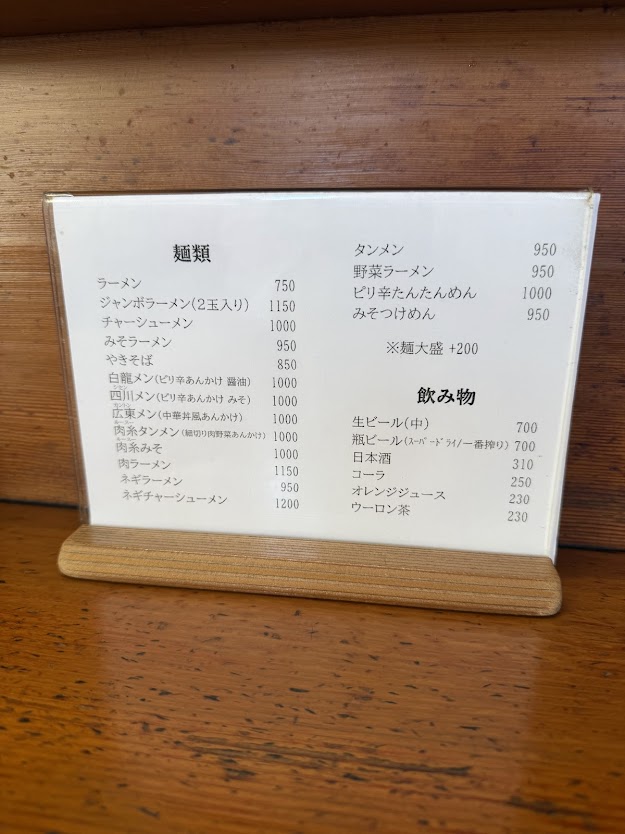 麺類
ラーメン 750
ジャンボラーメン(2玉入り) 1150
チャーシューメン 1000
みそラーメン 950
やきそば 850
白龍メン(ピリ辛あんかけ 醤油) 1000
四川メン(ピリ辛あんかけ みそ) 1000
広東メン(中華丼風あんかけ) 1000
肉糸タンメン(細切り肉野菜あんかけ) 1000
肉糸みそ 1000
肉ラーメン 1150
ネギラーメン 950
ネギチャーシューメン 1200
タンメン 950
野菜ラーメン 950
ピリ辛たんたんめん 1000
みそつけめん 950
※麺大盛 +200
飲み物
生ビール(中) 700
瓶ビール(スーパードライ/一番搾り) 700
日本酒 310
コーラ 250
オレンジジュース 230
ウーロン茶 230